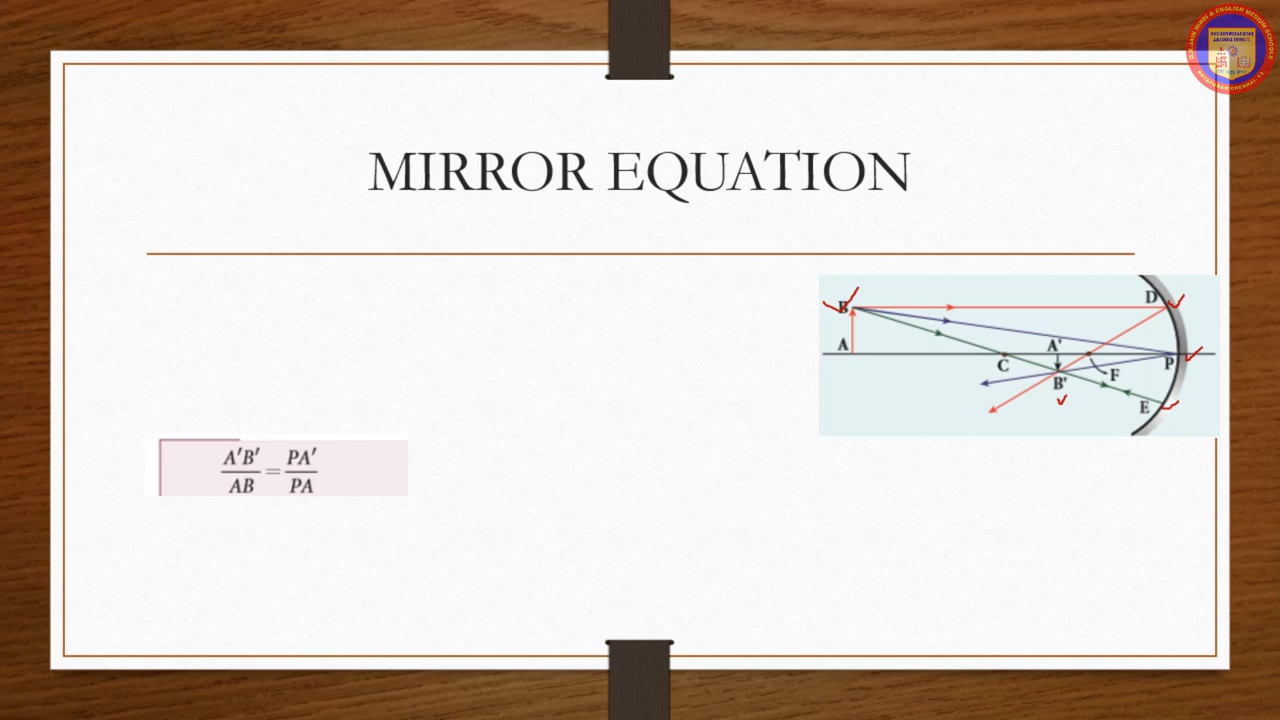 MIRROR EQUATION
B
D
A
A'
C
F
P
B'
E
A′B′ / AB = PA′ / PA